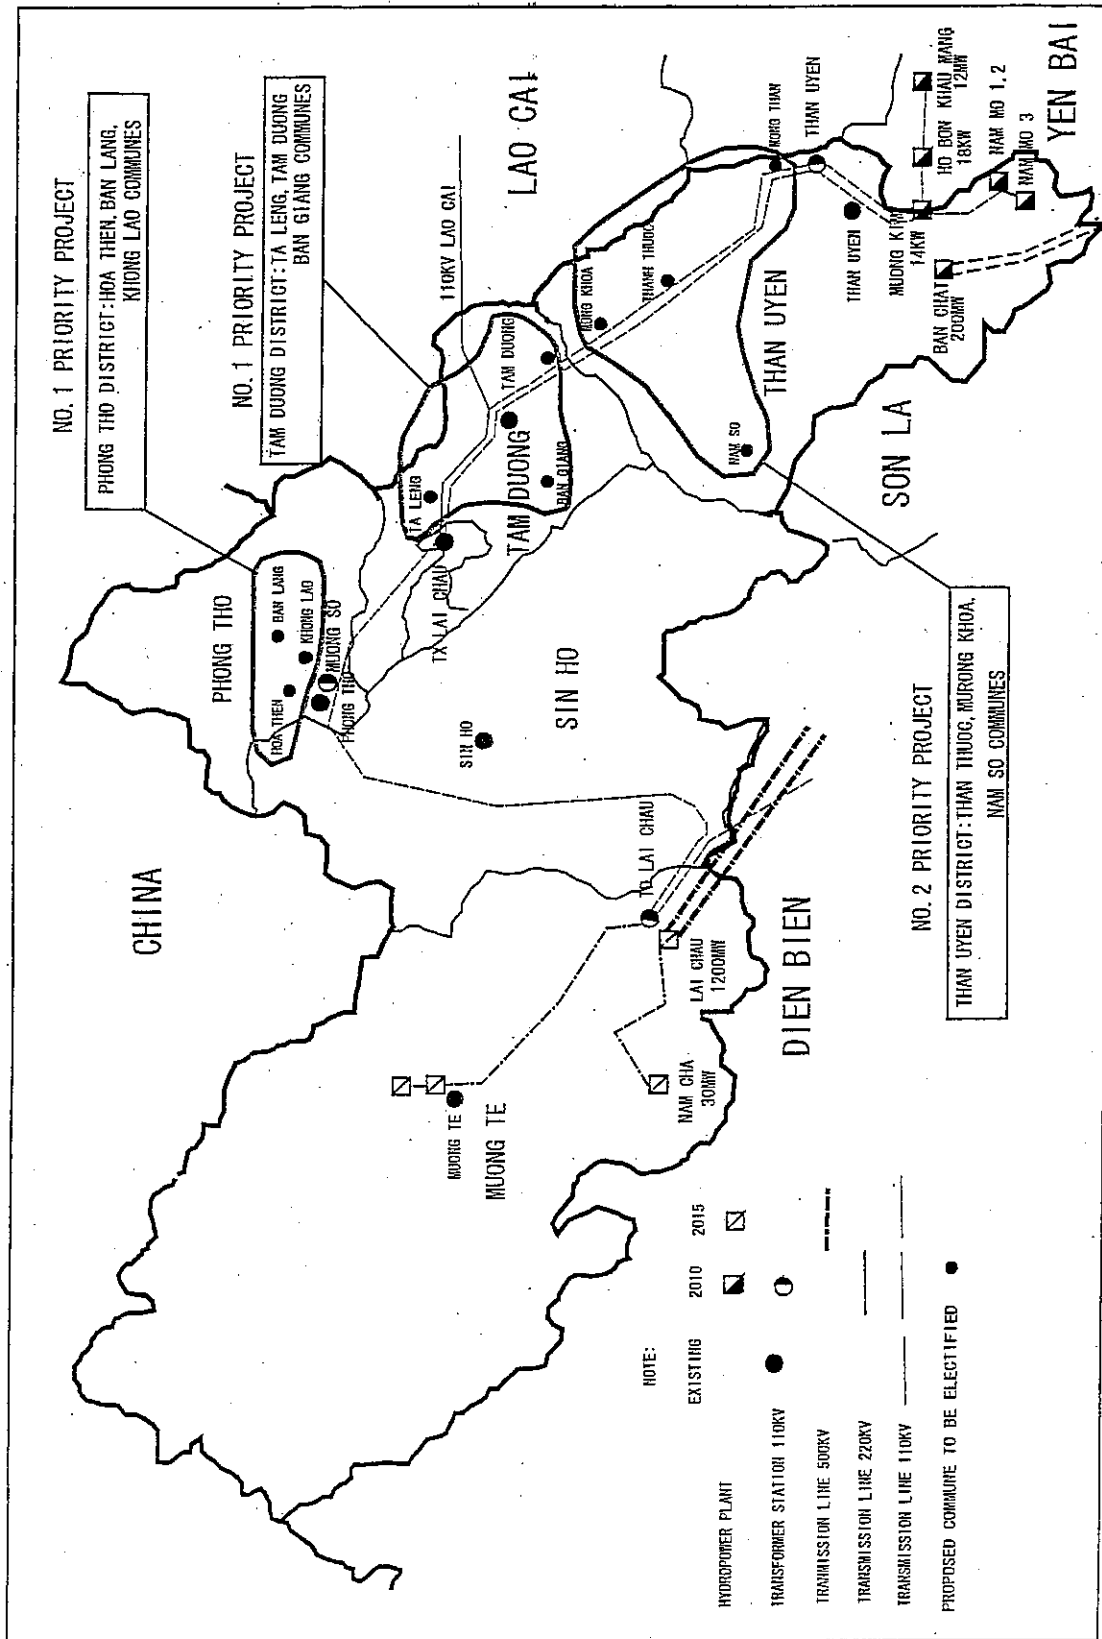 NO. 1 PRIORITY PROJECT
PHONG THO DISTRICT:HOA THEN, BAN LANG,
KHONG LAO COMMUNES
NO. 1 PRIORITY PROJECT
TAM DUONG DISTRICT:TA LENG, TAM DUONG
BAN GIANG COMMUNES
110KV LAO CAI
LAO CAI
CHINA
PHONG THO
HOA THEN
BAN LANG
KHONG LAO
MUONG SO
PHONG THO
TA LENG
TAM DUONG
TAM DUONG
BAN GIANG
TX LAI CHAU
SIN HO
SIN HO
THANH THUOC
THAN UYEN
THAN UYEN
THAN UYEN
NAM SO
MUONG KIM
14KW
HO BON
18KW
KHAU MANG
12MW
NAM MO 1, 2
NAM MO 3
YEN BAI
BAN CHAT
200MW
SON LA
MUONG TE
MUONG TE
TD LAI CHAU
LAI CHAU
1200MW
NAM CHA
30MW
DIEN BIEN
NO. 2 PRIORITY PROJECT
THAN UYEN DISTRICT:THAN THUOC, MURONG KHOA,
NAM SO COMMUNES
NOTE:
EXISTING 2010 2015
HYDROPOWER PLANT
TRANSFORMER STATION 110KV
TRANMISSION LINE 500KV
TRANSMISSION LINE 220KV
TRANSMISSION LINE 110KV
PROPOSED COMMUNE TO BE ELECTIFIED